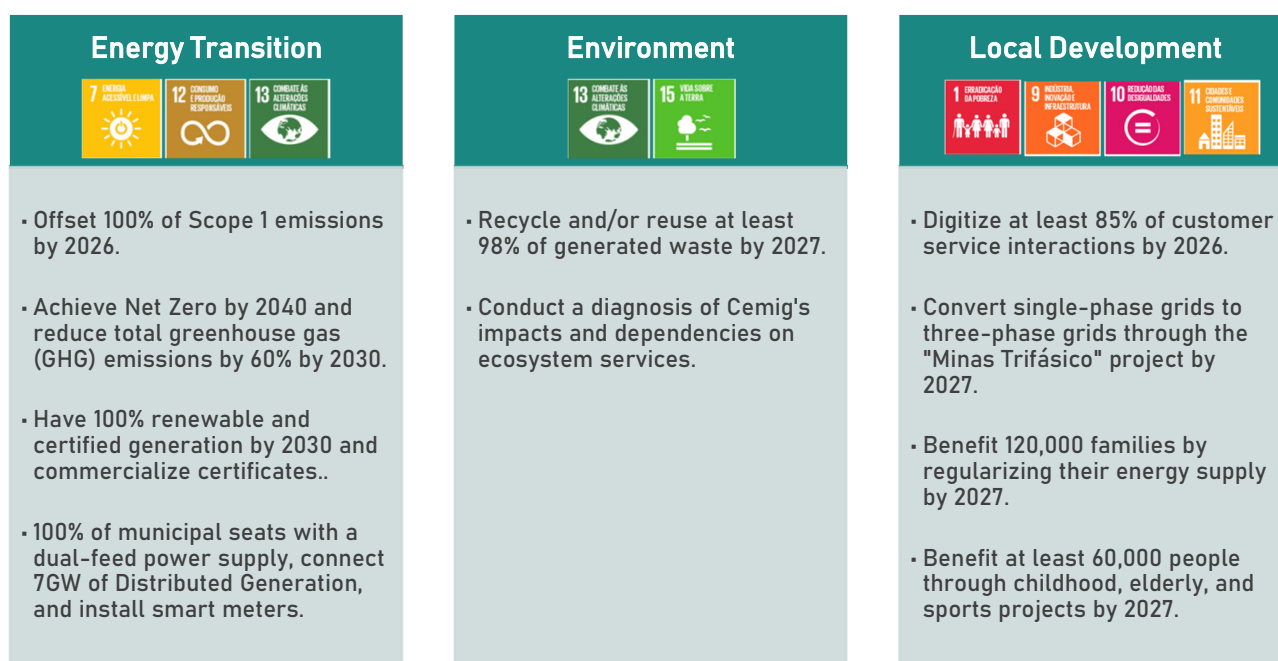 Energy Transition
7 ENERGIA
ACESSÍVEL E LIMPA
12 CONSUMO
E PRODUÇÃO
RESPONSÁVEIS
13 COMBATE ÀS
ALTERAÇÕES
CLIMÁTICAS
▪ Offset 100% of Scope 1 emissions
by 2026.
▪ Achieve Net Zero by 2040 and
reduce total greenhouse gas
(GHG) emissions by 60% by 2030.
▪ Have 100% renewable and
certified generation by 2030 and
commercialize certificates..
▪ 100% of municipal seats with a
dual-feed power supply, connect
7GW of Distributed Generation,
and install smart meters.
Environment
13 COMBATE ÀS
ALTERAÇÕES
CLIMÁTICAS
15 VIDA SOBRE
A TERRA
▪ Recycle and/or reuse at least
98% of generated waste by 2027.
▪ Conduct a diagnosis of Cemig's
impacts and dependencies on
ecosystem services.
Local Development
1 ERRADICAÇÃO
DA POBREZA
9 INDÚSTRIA,
INOVAÇÃO E
INFRAESTRUTURA
10 REDUÇÃO DAS
DESIGUALDADES
11 CIDADES E
COMUNIDADES
SUSTENTÁVEIS
▪ Digitize at least 85% of customer
service interactions by 2026.
▪ Convert single-phase grids to
three-phase grids through the
"Minas Trifásico" project by
2027.
▪ Benefit 120,000 families by
regularizing their energy supply
by 2027.
▪ Benefit at least 60,000 people
through childhood, elderly, and
sports projects by 2027.